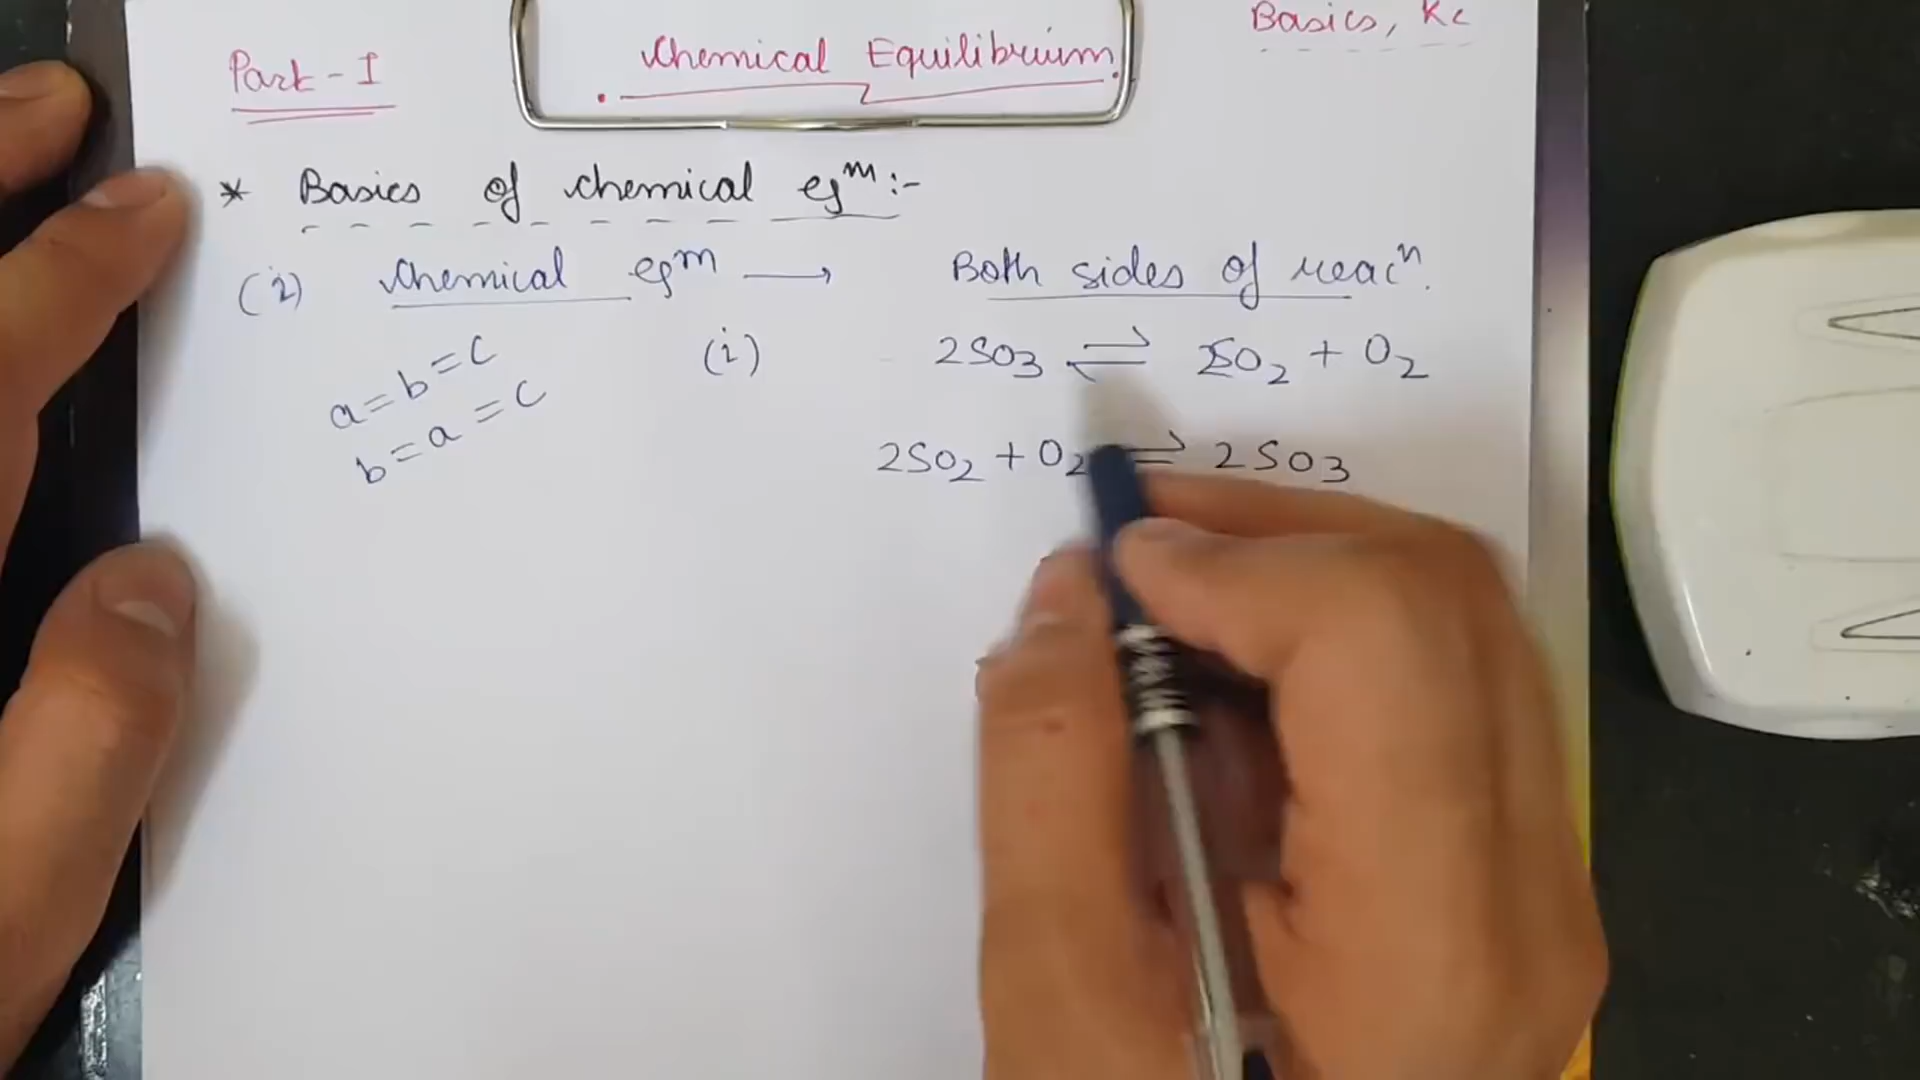 Part-I
Chemical Equilibrium
Basics, Kc
* Basics of chemical eqᵐ:-
(i) Chemical eqᵐ → Both sides of reacⁿ.
a=b=c
b=a=c
(i) 2SO3 ⇌ 2SO2 + O2
2SO2 + O2 ⇌ 2SO3